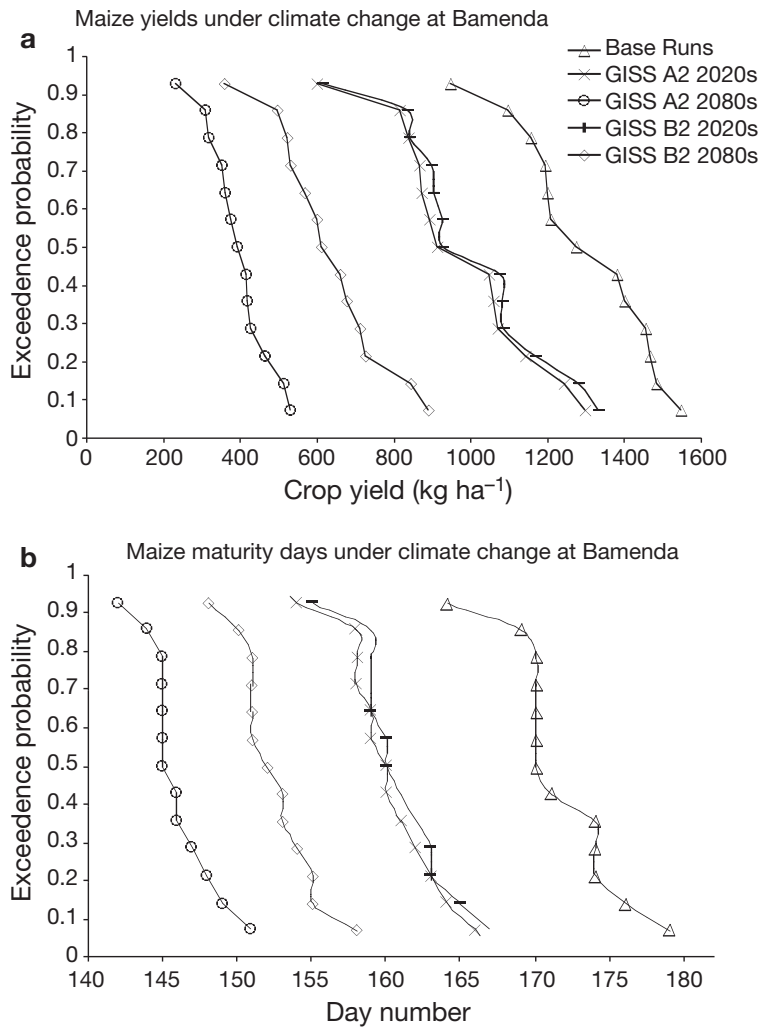 Maize yields under climate change at Bamenda
a
Base Runs
GISS A2 2020s
GISS A2 2080s
GISS B2 2020s
GISS B2 2080s
Exceedence probability
1
0.9
0.8
0.7
0.6
0.5
0.4
0.3
0.2
0.1
0
0 200 400 600 800 1000 1200 1400 1600
Crop yield (kg ha⁻¹)
b
Maize maturity days under climate change at Bamenda
Exceedence probability
1
0.9
0.8
0.7
0.6
0.5
0.4
0.3
0.2
0.1
0
140 145 150 155 160 165 170 175 180
Day number